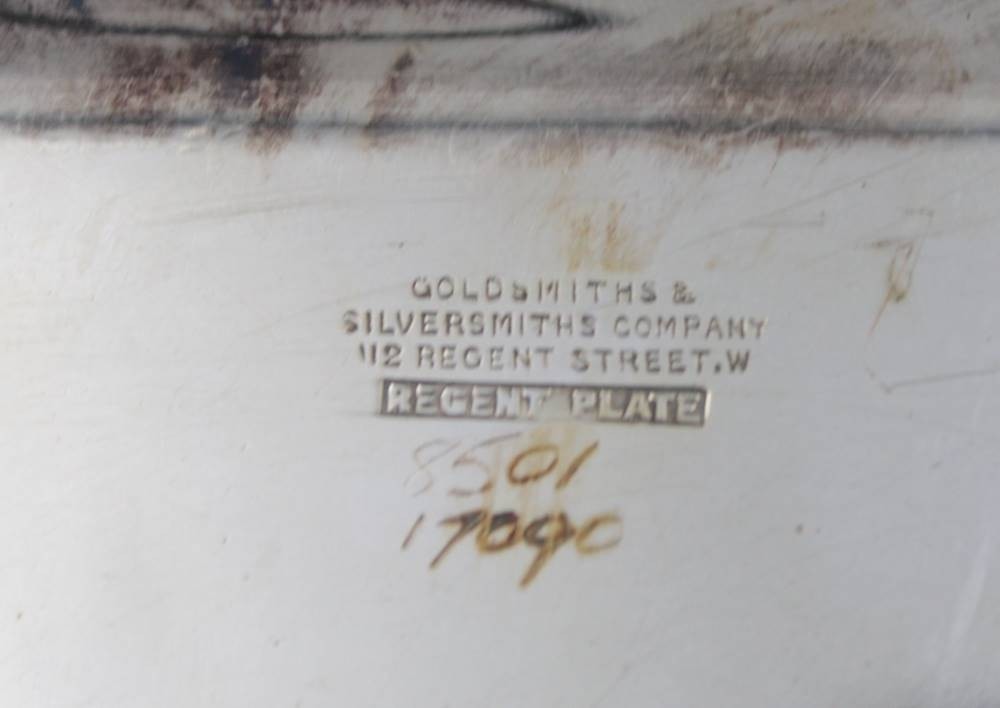 GOLDSMITHS &
SILVERSMITHS COMPANY
112 REGENT STREET. W
REGENT PLATE
8501
17090